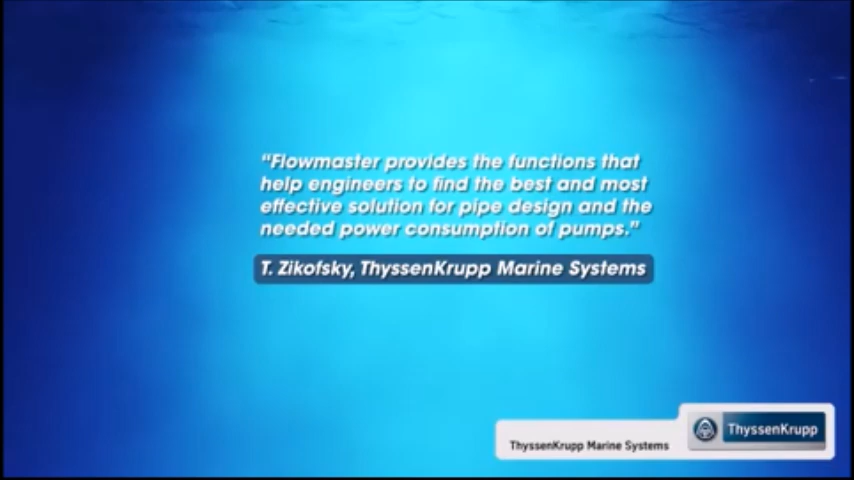 “Flowmaster provides the functions that
help engineers to find the best and most
effective solution for pipe design and the
needed power consumption of pumps.”
T. Zikofsky, ThyssenKrupp Marine Systems
ThyssenKrupp Marine Systems
ThyssenKrupp